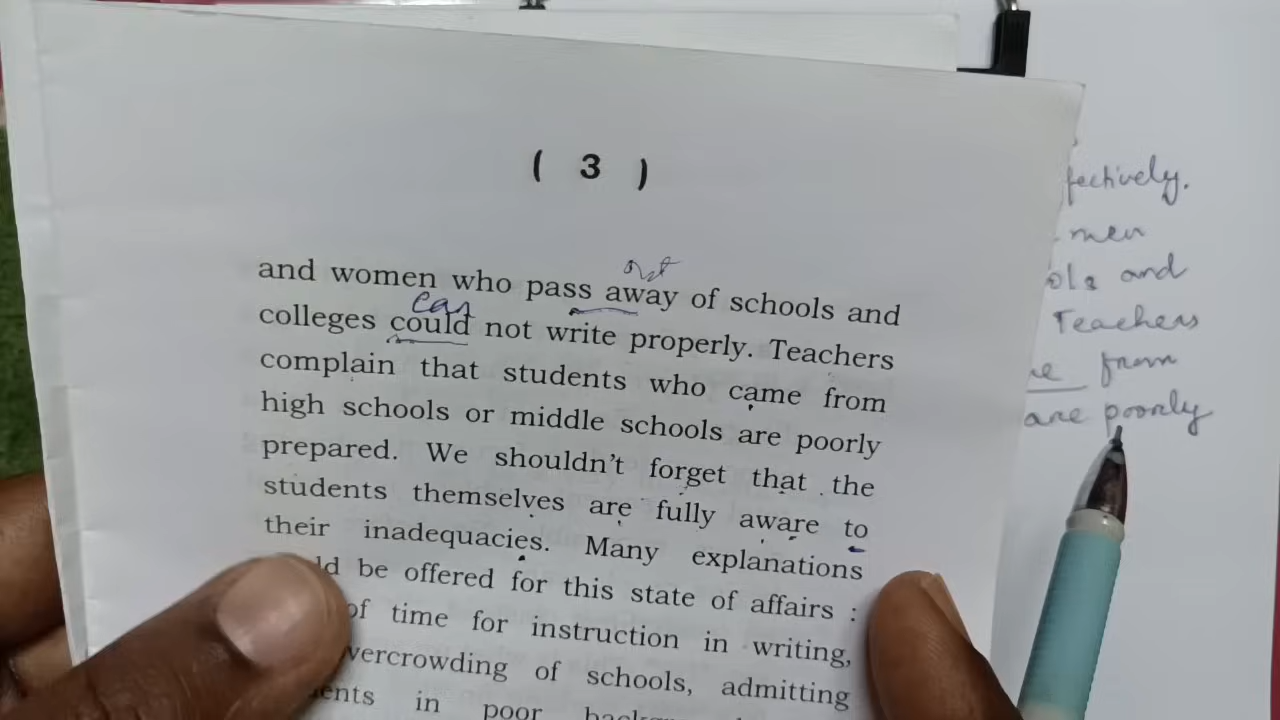 ( 3 )
out
and women who pass away of schools and
can
colleges could not write properly. Teachers
complain that students who came from
high schools or middle schools are poorly
prepared. We shouldn't forget that the
students themselves are fully aware to
their inadequacies. Many explanations
be offered for this state of affairs :
of time for instruction in writing,
vercrowding of schools, admitting
in poor
fectively.
men
ols and
Teachers
from
are poorly